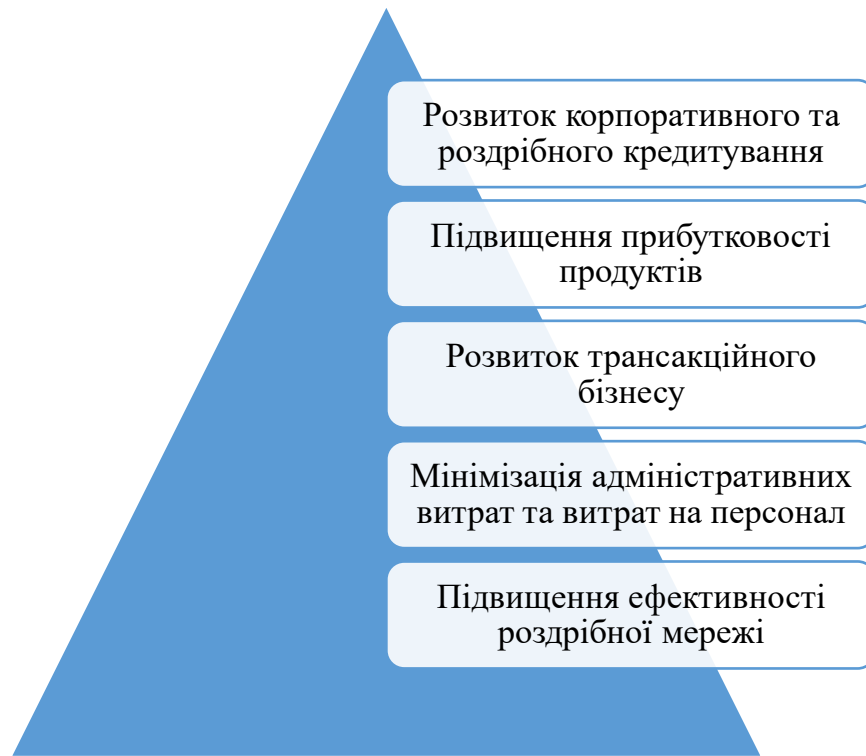 Розвиток корпоративного та
роздрібного кредитування
Підвищення прибутковості
продуктів
Розвиток трансакційного
бізнесу
Мінімізація адміністративних
витрат та витрат на персонал
Підвищення ефективності
роздрібної мережі